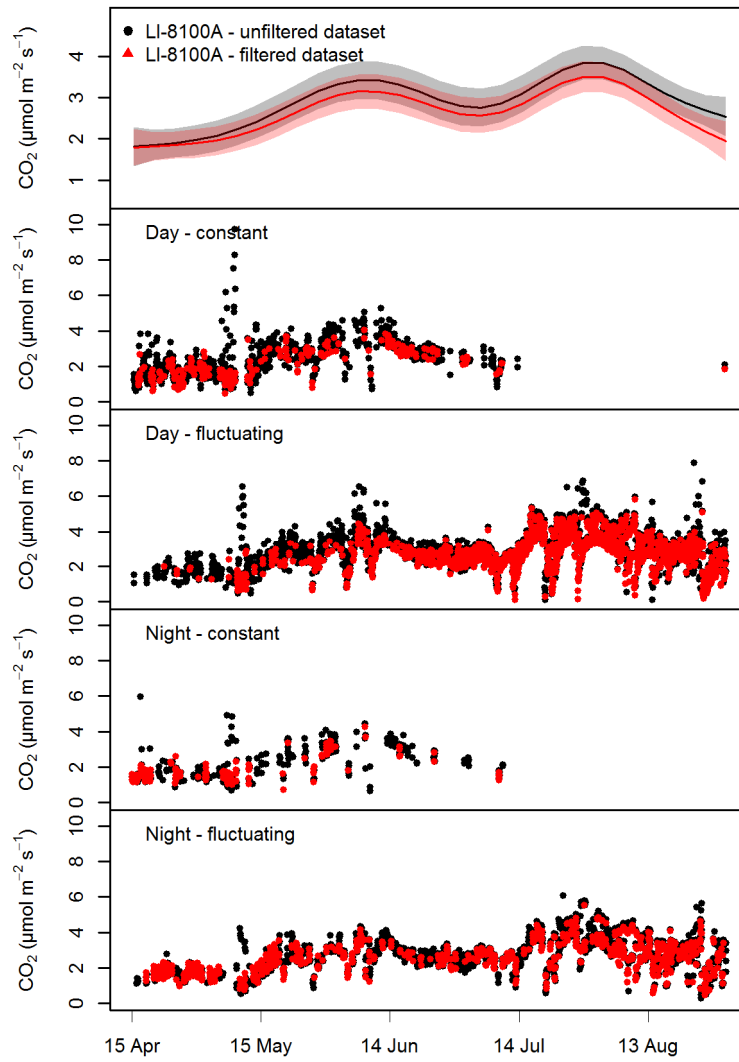 LI-8100A - unfiltered dataset
LI-8100A - filtered dataset
CO₂ (μmol m⁻² s⁻¹)
4
3
2
1
Day - constant
CO₂ (μmol m⁻² s⁻¹)
10
8
6
4
2
0
Day - fluctuating
CO₂ (μmol m⁻² s⁻¹)
10
8
6
4
2
0
Night - constant
CO₂ (μmol m⁻² s⁻¹)
10
8
6
4
2
0
Night - fluctuating
CO₂ (μmol m⁻² s⁻¹)
10
8
6
4
2
0
15 Apr 15 May 14 Jun 14 Jul 13 Aug